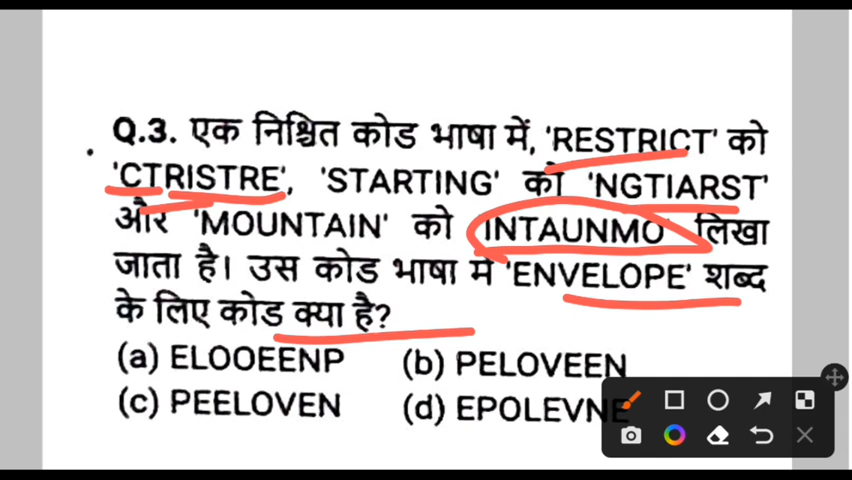 Q.3. एक निश्चित कोड भाषा में, 'RESTRICT' को
'CTRISTRE', 'STARTING' को 'NGTIARST'
और 'MOUNTAIN' को 'INTAUNMO' लिखा
जाता है। उस कोड भाषा में 'ENVELOPE' शब्द
के लिए कोड क्या है?
(a) ELOOEENP (b) PELOVEEN
(c) PEELOVEN (d) EPOLEVNE